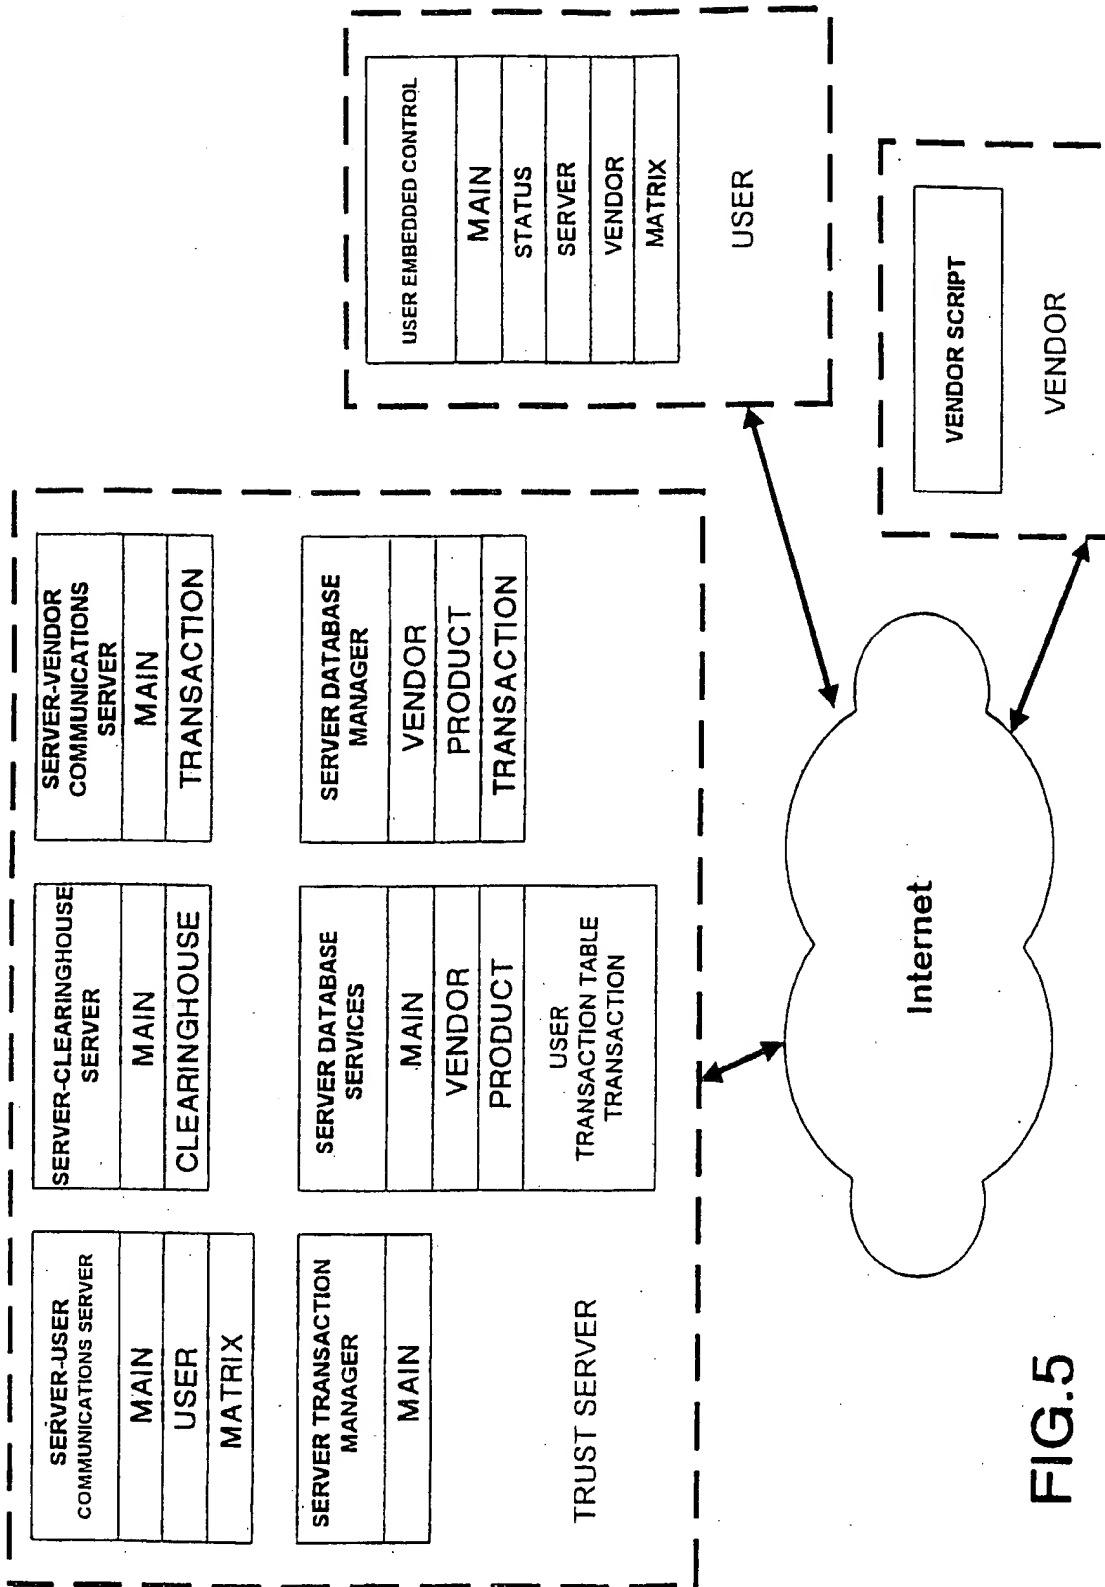 SERVER-USER
COMMUNICATIONS SERVER
MAIN
USER
MATRIX
SERVER-CLEARINGHOUSE
SERVER
MAIN
CLEARINGHOUSE
SERVER-VENDOR
COMMUNICATIONS
SERVER
MAIN
TRANSACTION
SERVER TRANSACTION
MANAGER
MAIN
SERVER DATABASE
SERVICES
MAIN
VENDOR
PRODUCT
USER
TRANSACTION TABLE
TRANSACTION
SERVER DATABASE
MANAGER
VENDOR
PRODUCT
TRANSACTION
TRUST SERVER
USER EMBEDDED CONTROL
MAIN
STATUS
SERVER
VENDOR
MATRIX
USER
Internet
VENDOR SCRIPT
VENDOR
FIG.5